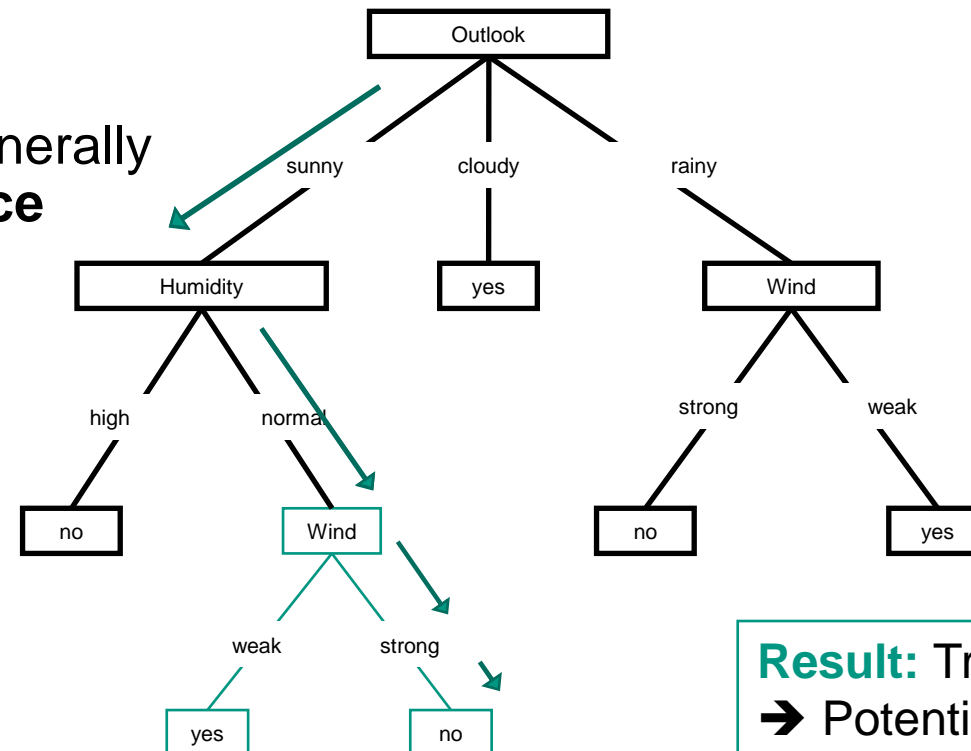 Outlook
nerally
ce
sunny
cloudy
rainy
Humidity
yes
Wind
high
normal
strong
weak
no
Wind
no
yes
weak
strong
Result: Tr
➔ Potenti
yes
no